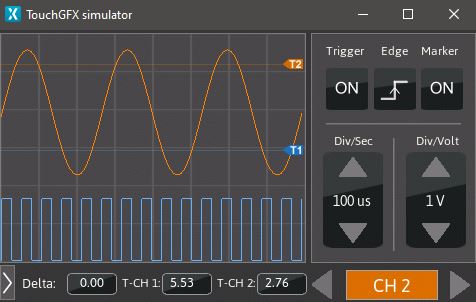 TouchGFX simulator
Trigger Edge Marker
T2
ON ON
T1
Div/Sec Div/Volt
100 us 1 V
Delta: 0.00 T-CH 1: 5.53 T-CH 2: 2.76
CH 2